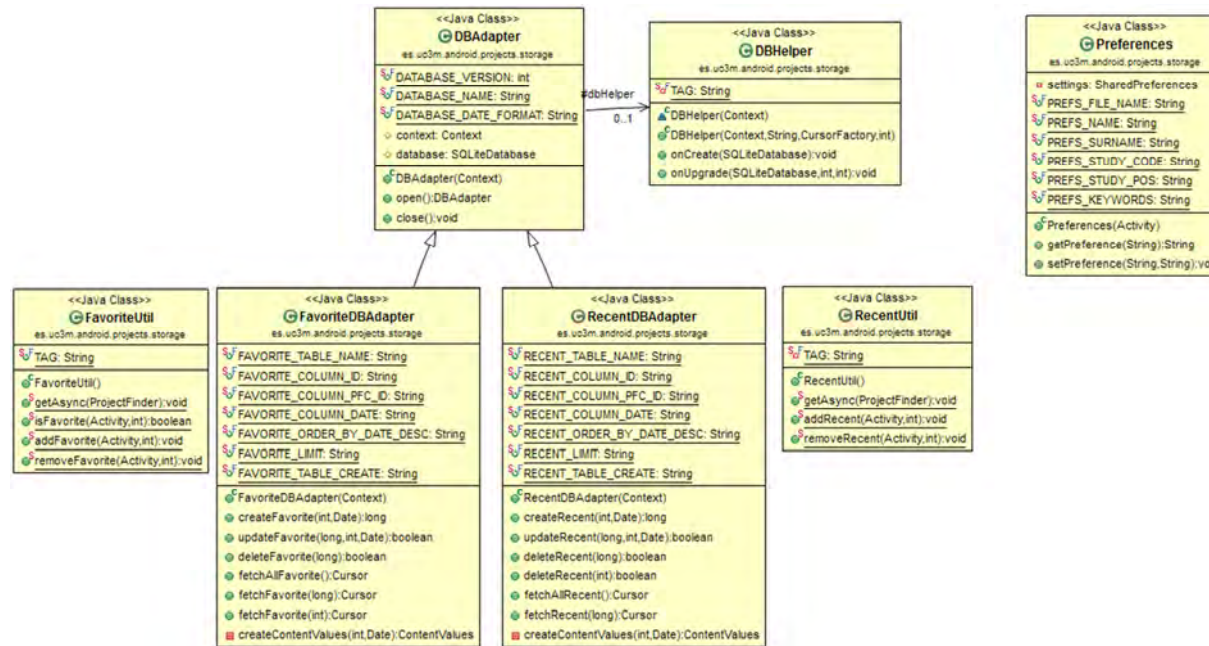 <<Java Class>>
DBAdapter
es.uc3m.android.projects.storage
DATABASE_VERSION: int
DATABASE_NAME: String
DATABASE_DATE_FORMAT: String
context: Context
database: SQLiteDatabase
DBAdapter(Context)
open():DBAdapter
close():void
#dbHelper
0..1
<<Java Class>>
DBHelper
es.uc3m.android.projects.storage
TAG: String
DBHelper(Context)
DBHelper(Context,String,CursorFactory,int)
onCreate(SQLiteDatabase):void
onUpgrade(SQLiteDatabase,int,int):void
<<Java Class>>
Preferences
es.uc3m.android.projects.storage
settings: SharedPreferences
PREFS_FILE_NAME: String
PREFS_NAME: String
PREFS_SURNAME: String
PREFS_STUDY_CODE: String
PREFS_STUDY_POS: String
PREFS_KEYWORDS: String
Preferences(Activity)
getPreference(String):String
setPreference(String,String):vo
<<Java Class>>
FavoriteUtil
es.uc3m.android.projects.storage
TAG: String
FavoriteUtil()
getAsync(ProjectFinder):void
isFavorite(Activity,int):boolean
addFavorite(Activity,int):void
removeFavorite(Activity,int):void
<<Java Class>>
FavoriteDBAdapter
es.uc3m.android.projects.storage
FAVORITE_TABLE_NAME: String
FAVORITE_COLUMN_ID: String
FAVORITE_COLUMN_PFC_ID: String
FAVORITE_COLUMN_DATE: String
FAVORITE_ORDER_BY_DATE_DESC: String
FAVORITE_LIMIT: String
FAVORITE_TABLE_CREATE: String
FavoriteDBAdapter(Context)
createFavorite(int,Date):long
updateFavorite(long,int,Date):boolean
deleteFavorite(long):boolean
fetchAllFavorite():Cursor
fetchFavorite(long):Cursor
fetchFavorite(int):Cursor
createContentValues(int,Date):ContentValues
<<Java Class>>
RecentDBAdapter
es.uc3m.android.projects.storage
RECENT_TABLE_NAME: String
RECENT_COLUMN_ID: String
RECENT_COLUMN_PFC_ID: String
RECENT_COLUMN_DATE: String
RECENT_ORDER_BY_DATE_DESC: String
RECENT_LIMIT: String
RECENT_TABLE_CREATE: String
RecentDBAdapter(Context)
createRecent(int,Date):long
updateRecent(long,int,Date):boolean
deleteRecent(long):boolean
deleteRecent(int):boolean
fetchAllRecent():Cursor
fetchRecent(long):Cursor
createContentValues(int,Date):ContentValues
<<Java Class>>
RecentUtil
es.uc3m.android.projects.storage
TAG: String
RecentUtil()
getAsync(ProjectFinder):void
addRecent(Activity,int):void
removeRecent(Activity,int):void